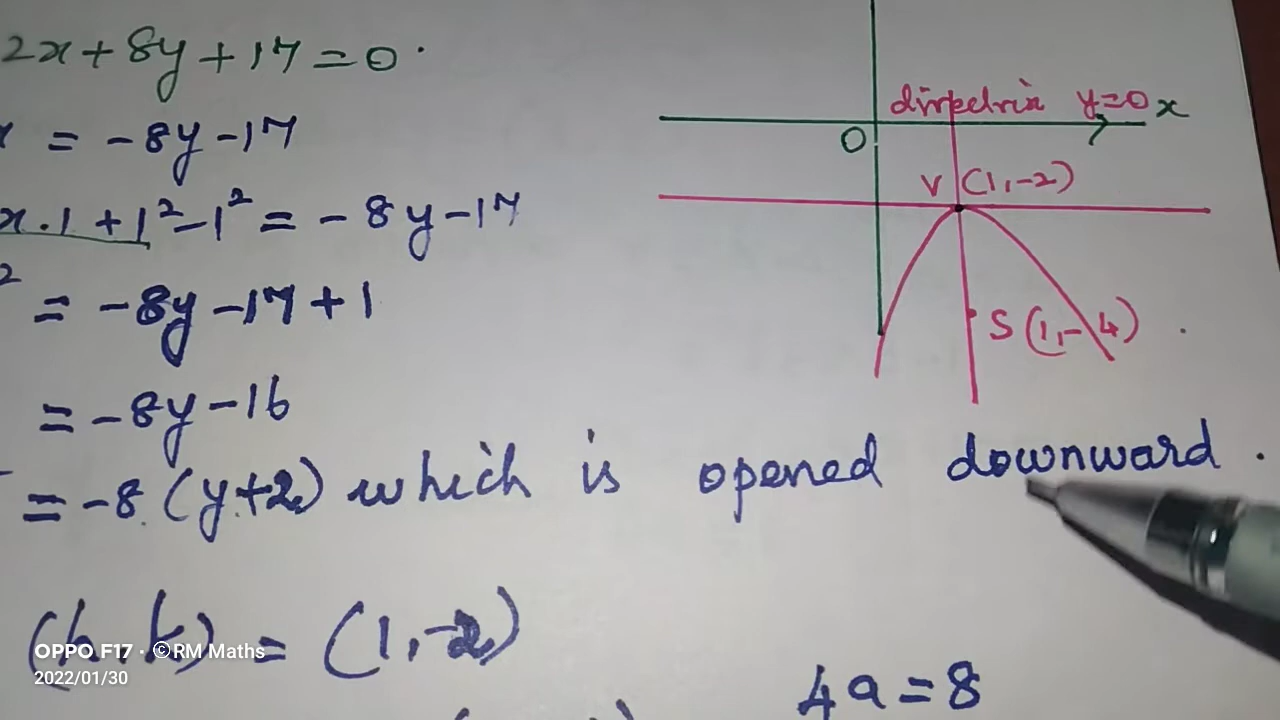 2x + 8y + 17 = 0
= -8y - 17
x . 1 + 1² - 1² = -8y - 17
2 = -8y - 17 + 1
= -8y - 16
= -8 (y + 2) which is opened downward .
(h, k) = (1, -2)
4a = 8
directrix y = 0 x
O
V (1, -2)
S (1, -4)
OPPO F17 · ©RM Maths
2022/01/30